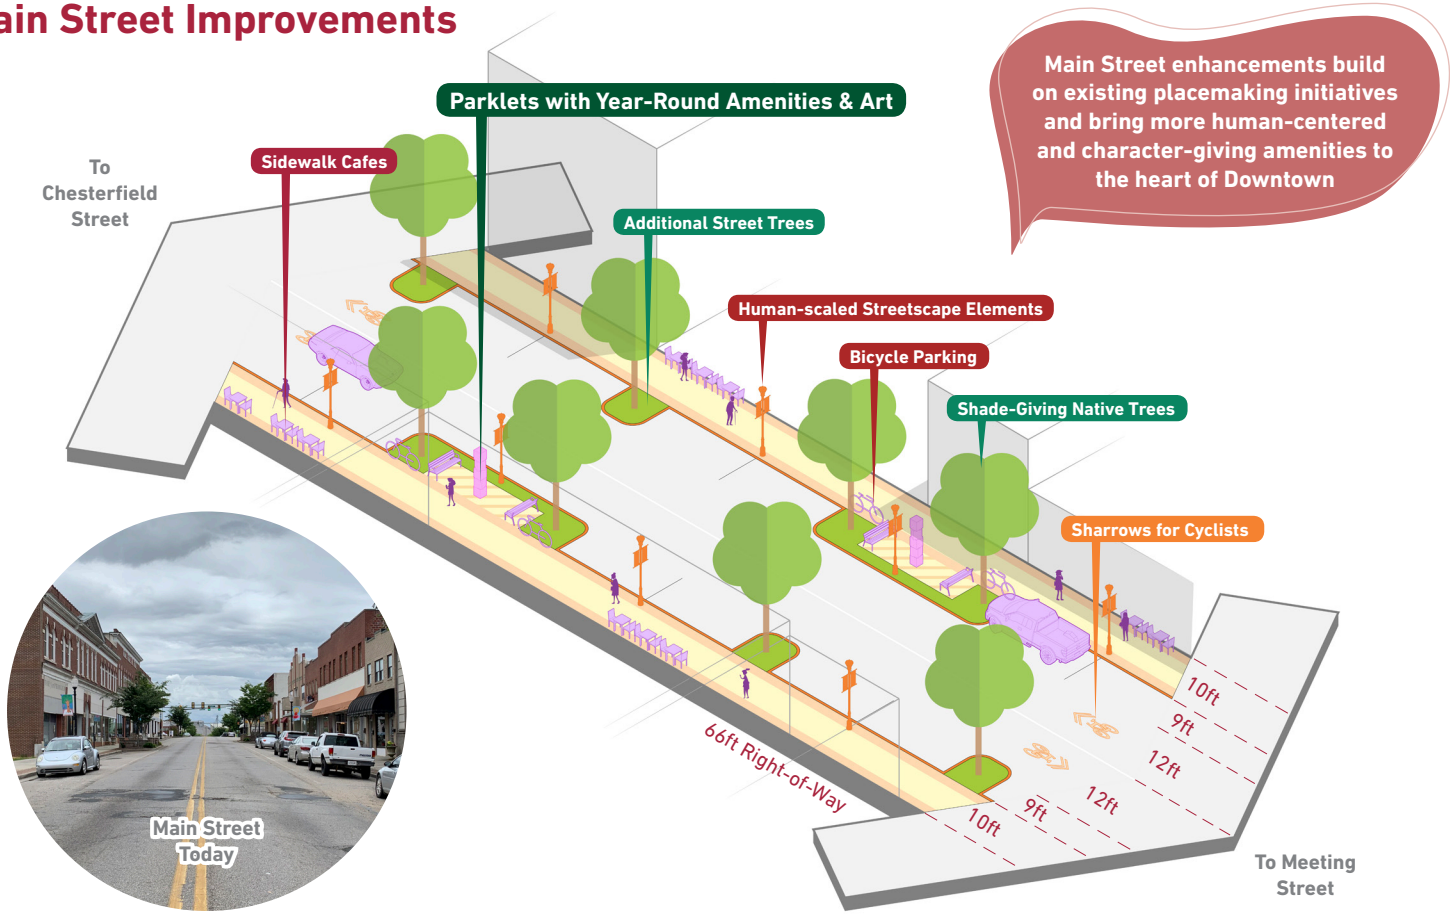 ain Street Improvements
Main Street enhancements build
on existing placemaking initiatives
and bring more human-centered
and character-giving amenities to
the heart of Downtown
Parklets with Year-Round Amenities & Art
Sidewalk Cafes
To
Chesterfield
Street
Additional Street Trees
Human-scaled Streetscape Elements
Bicycle Parking
Shade-Giving Native Trees
Sharrows for Cyclists
10ft
9ft
12ft
12ft
9ft
10ft
66ft Right-of-Way
Main Street
Today
To Meeting
Street